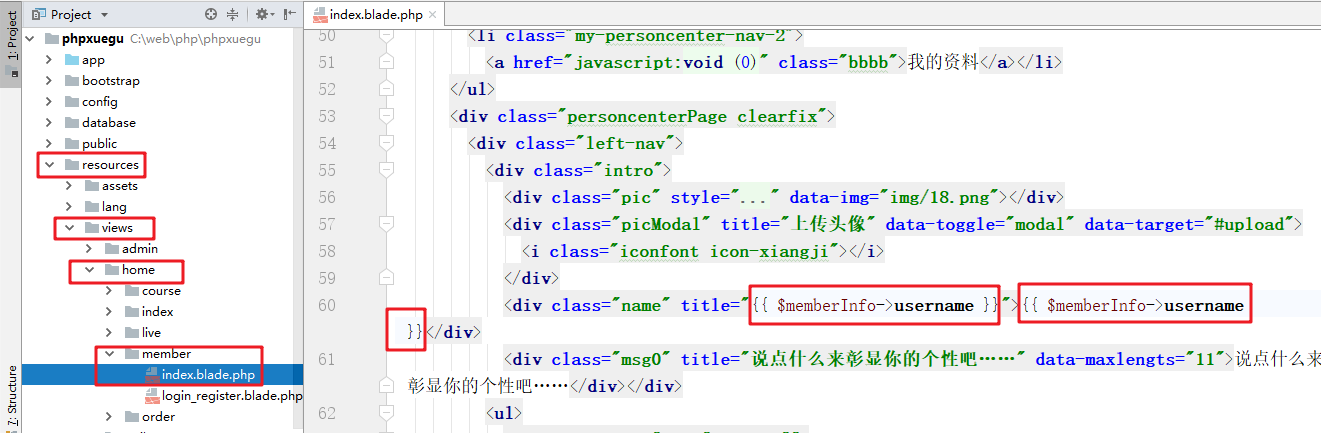 1: Project
7: Structure
Project
phpxuegu C:\web\php\phpxuegu
app
bootstrap
config
database
public
resources
assets
lang
views
admin
home
course
index
live
member
index.blade.php
login_register.blade.php
order
index.blade.php
50 <li class="my-personcenter-nav-2">
51 <a href="javascript:void (0)" class="bbbb">我的资料</a></li>
52 </ul>
53 <div class="personcenterPage clearfix">
54 <div class="left-nav">
55 <div class="intro">
56 <div class="pic" style="..." data-img="img/18.png"></div>
57 <div class="picModal" title="上传头像" data-toggle="modal" data-target="#upload">
58 <i class="iconfont icon-xiangji"></i>
59 </div>
60 <div class="name" title="{{ $memberInfo->username }}">{{ $memberInfo->username
}}</div>
61 <div class="msg0" title="说点什么来彰显你的个性吧……" data-maxlengts="11">说点什么来
彰显你的个性吧……</div></div>
62 <ul>